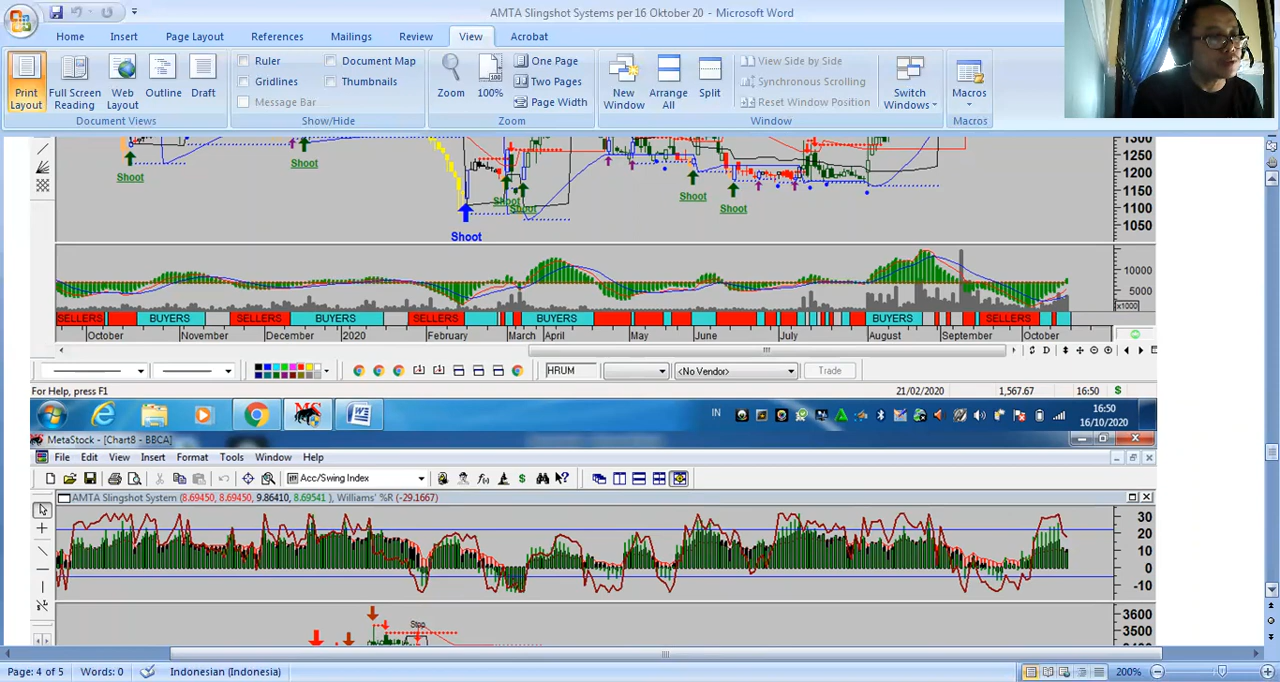 AMTA Slingshot Systems per 16 Oktober 20 - Microsoft Word
Home Insert Page Layout References Mailings Review View Acrobat
Print Layout
Full Screen Reading
Web Layout
Outline
Draft
Document Views
Ruler
Gridlines
Message Bar
Document Map
Thumbnails
Show/Hide
Zoom
100%
One Page
Two Pages
Page Width
Zoom
New Window
Arrange All
Split
View Side by Side
Synchronous Scrolling
Reset Window Position
Window
Switch Windows
Macros
Macros
1300
1250
1200
1150
1100
1050
Shoot
Shoot
Shoot
Shoot
Shoot
Shoot
Shoot
10000
5000
x1000
SELLERS BUYERS SELLERS BUYERS SELLERS BUYERS BUYERS SELLERS
October November December 2020 February March April May June July August September October
HRUM <No Vendor> Trade
For Help, press F1 21/02/2020 1,567.67 16:50 $
IN 16:50
16/10/2020
MetaStock - [Chart8 - BBCA]
File Edit View Insert Format Tools Window Help
Acc/Swing Index
AMTA Slingshot System (8.69450, 8.69450, 9.86410, 8.69541), Williams' %R (-29.1667)
30
20
10
0
-10
Stop
3600
3500
Page: 4 of 5 Words: 0 Indonesian (Indonesia) 200%